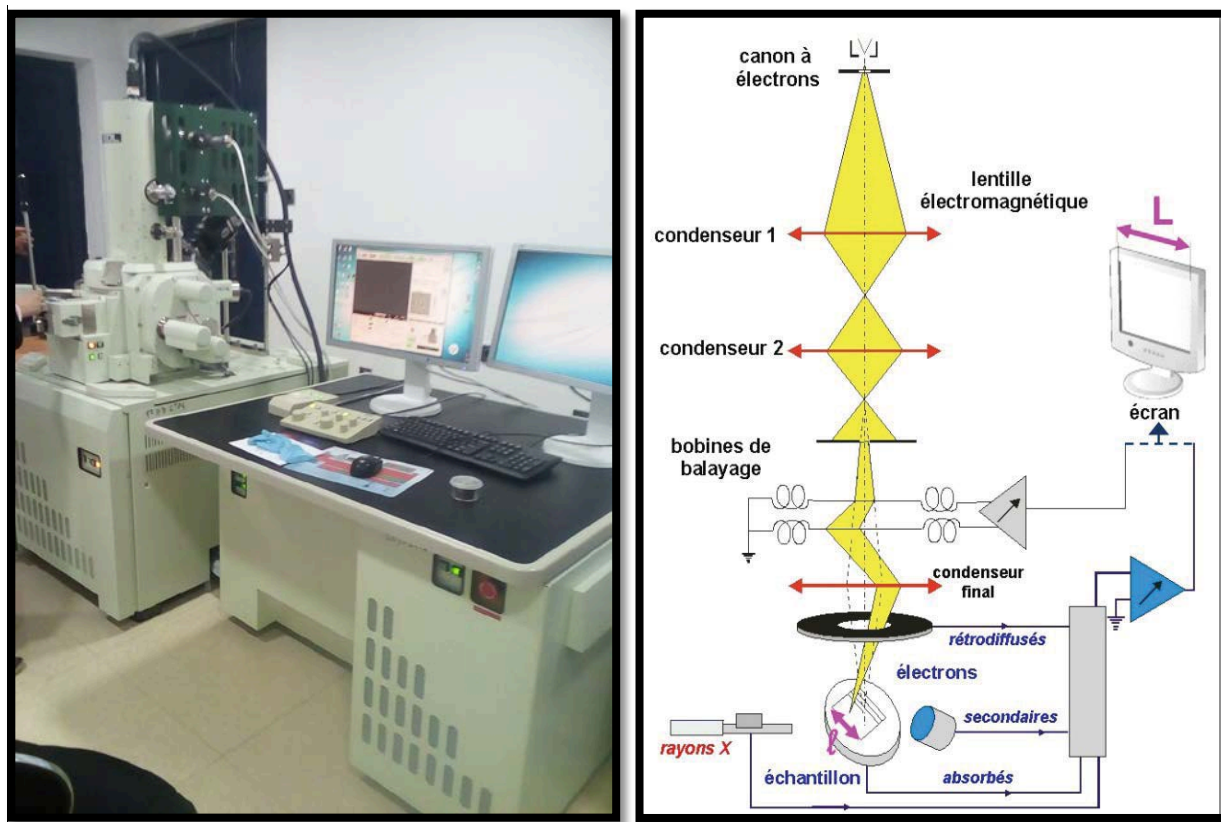 canon à
électrons
lentille
électromagnétique
condenseur 1
L
condenseur 2
écran
bobines de
balayage
condenseur
final
rétrodiffusés
électrons
secondaires
rayons X
l
échantillon
absorbés